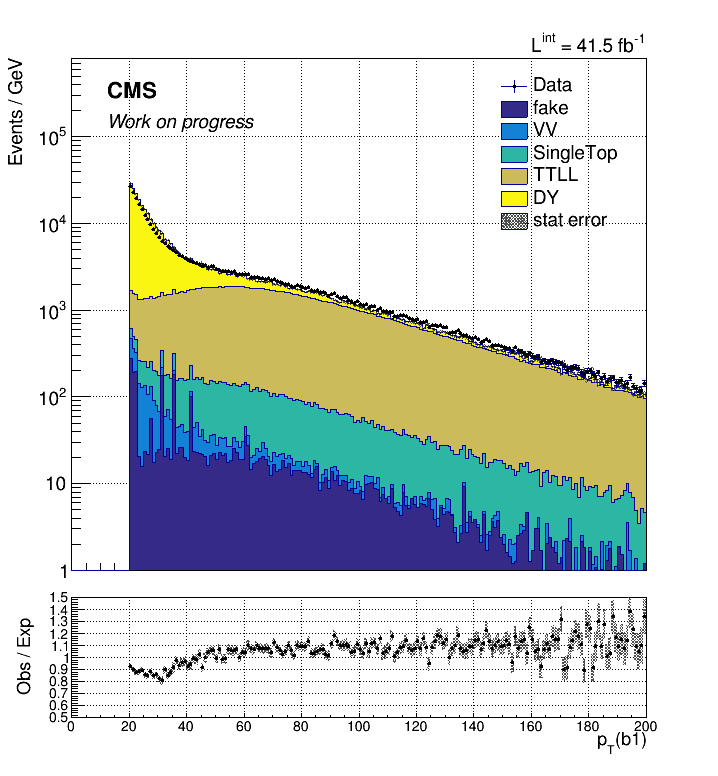 L^int = 41.5 fb^-1
Events / GeV
CMS
Work on progress
Data
fake
VV
SingleTop
TTLL
DY
stat error
10^5
10^4
10^3
10^2
10
1
Obs / Exp
1.5
1.4
1.3
1.2
1.1
1
0.9
0.8
0.7
0.6
0.5
0 20 40 60 80 100 120 140 160 180 200
p_T(b1)